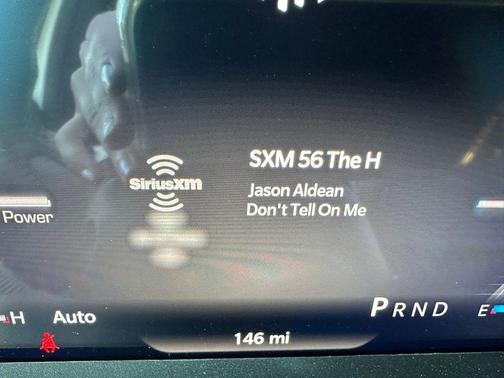 SXM 56 The H
SiriusXM
Jason Aldean
Don't Tell On Me
Power
H
Auto
PRND
E
146 mi